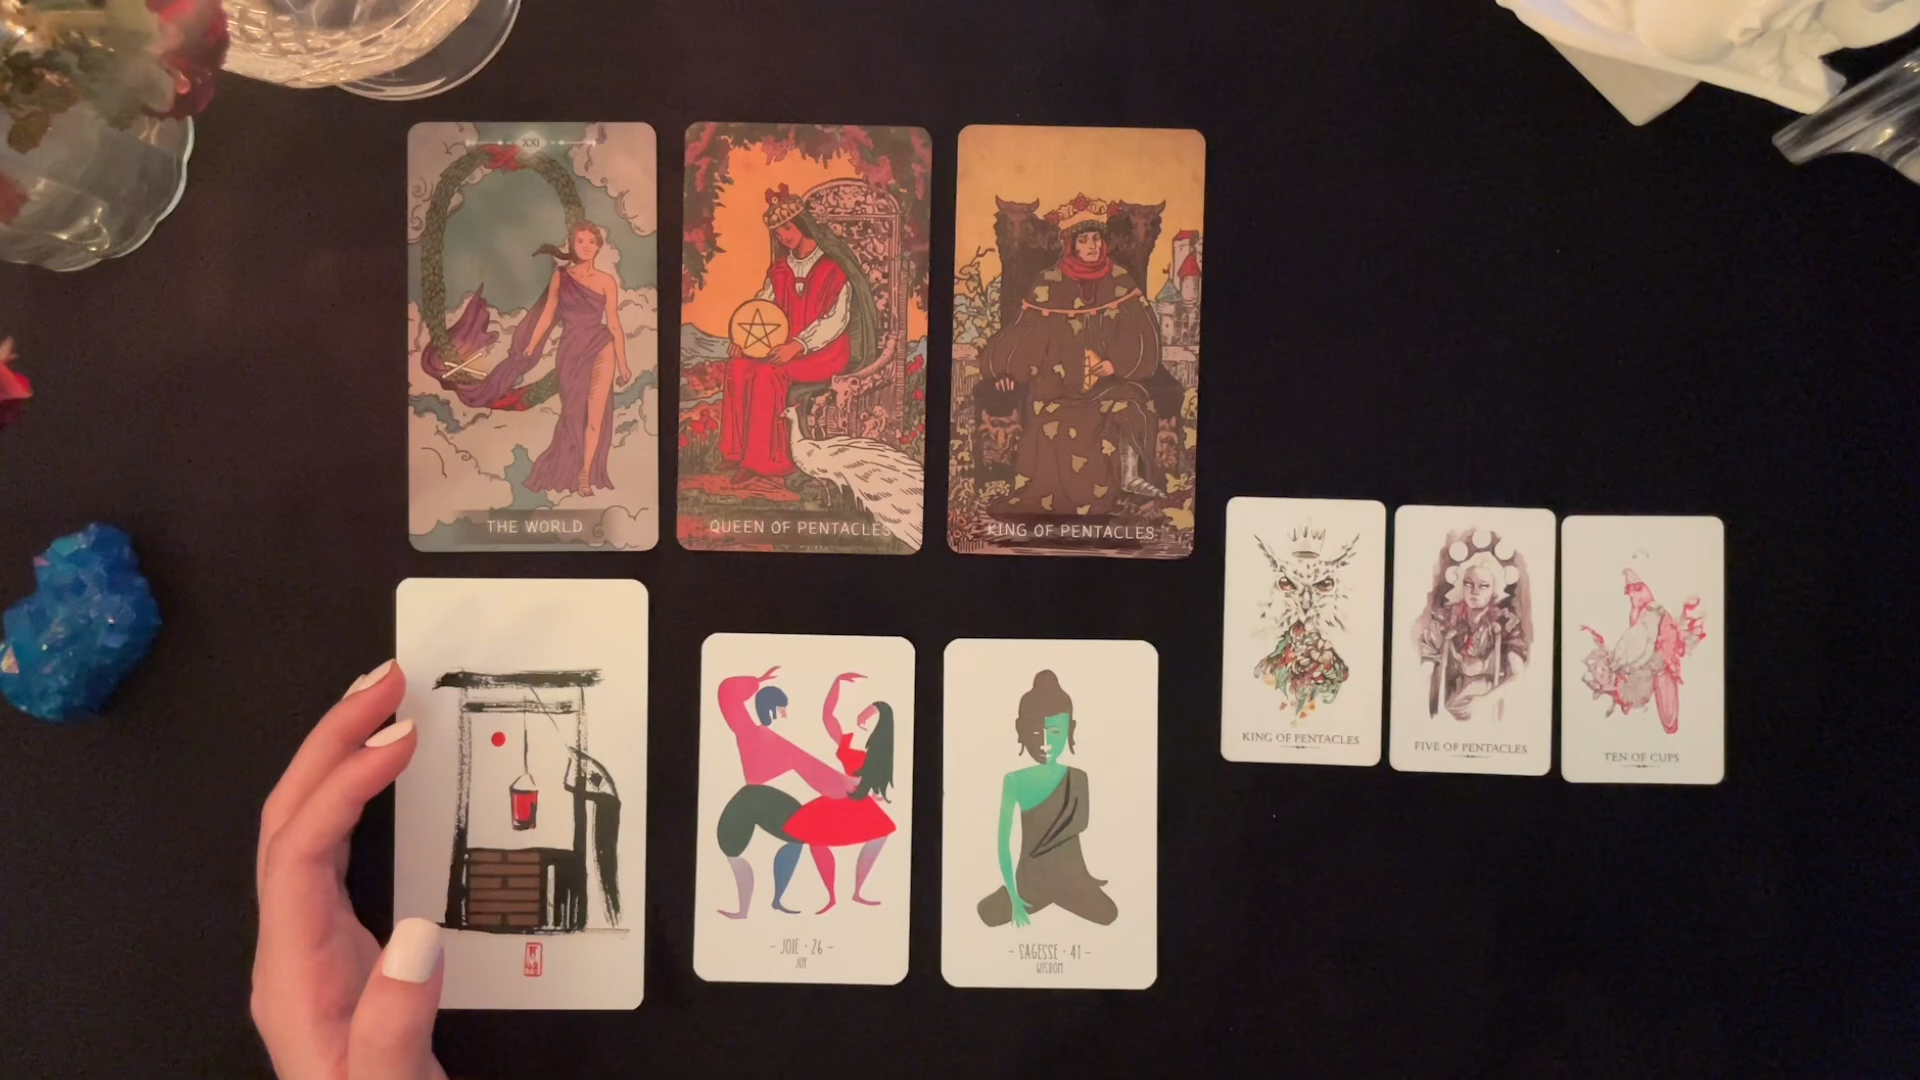 XXI
THE WORLD
QUEEN OF PENTACLES
KING OF PENTACLES
KING OF PENTACLES
FIVE OF PENTACLES
TEN OF CUPS
- JOIE · 26 -
JOY
- SAGESSE · 41 -
WISDOM